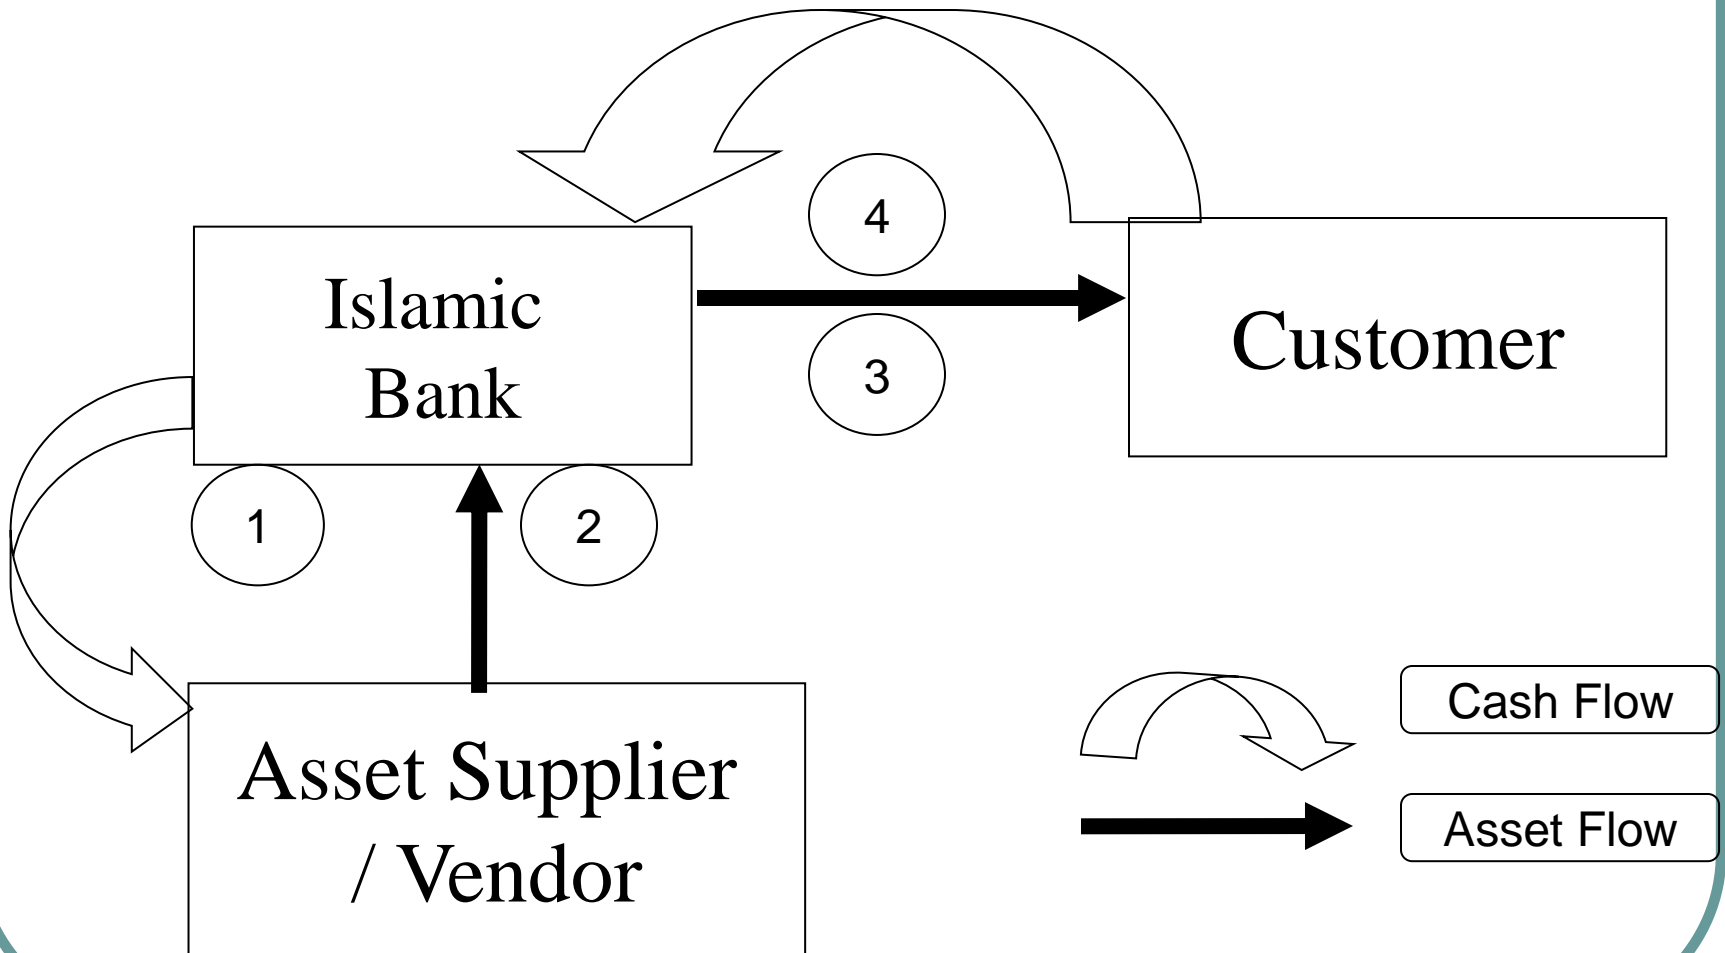 4
Islamic
Bank
Customer
3
1
2
Cash Flow
Asset Supplier
/ Vendor
Asset Flow